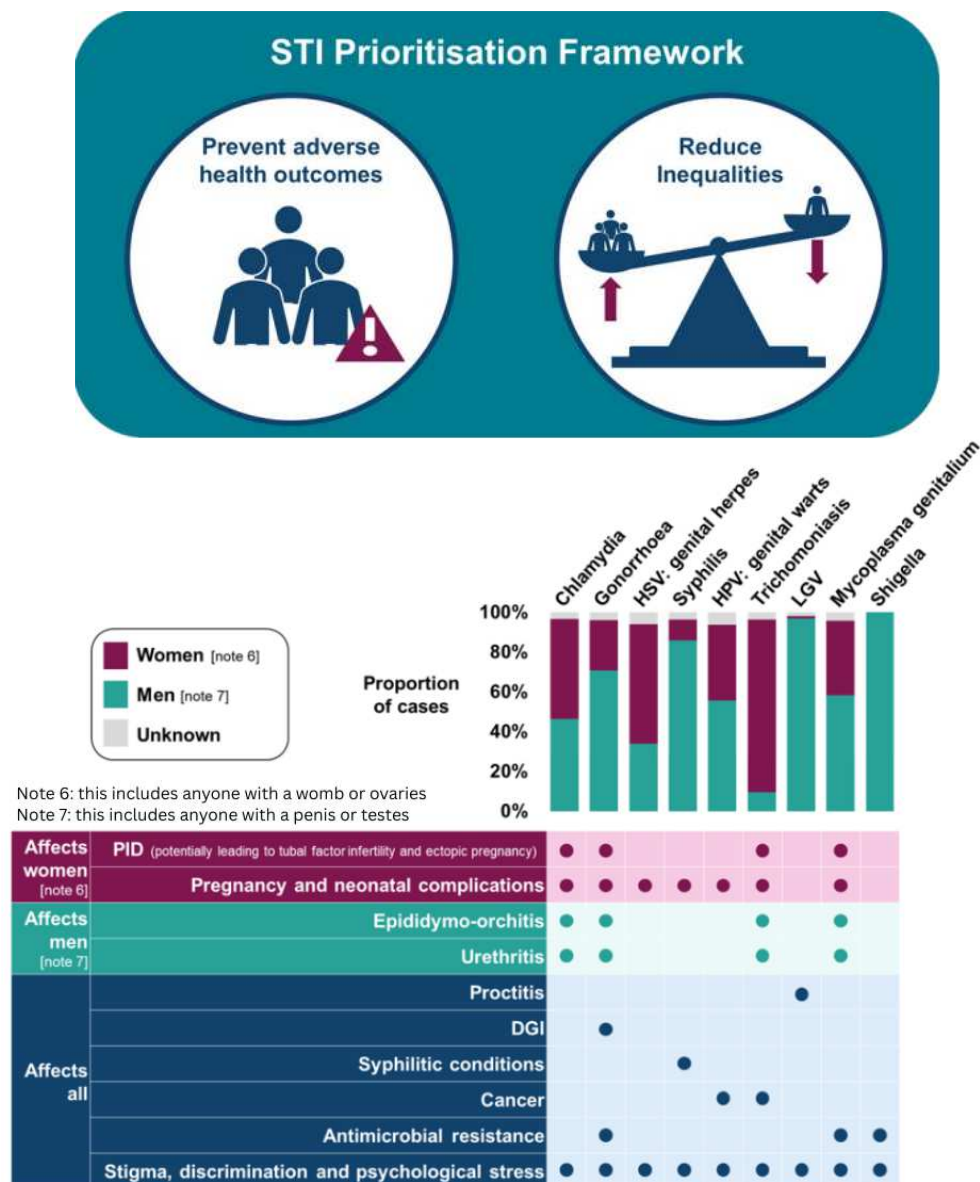 STI Prioritisation Framework
Prevent adverse
health outcomes
Reduce
Inequalities
Chlamydia
Gonorrhoea
HSV: genital herpes
Syphilis
HPV: genital warts
Trichomoniasis
LGV
Mycoplasma genitalium
Shigella
Women [note 6]
Men [note 7]
Unknown
Proportion
of cases
100%
80%
60%
40%
20%
0%
Note 6: this includes anyone with a womb or ovaries
Note 7: this includes anyone with a penis or testes
Affects
women
[note 6]
PID (potentially leading to tubal factor infertility and ectopic pregnancy)
Pregnancy and neonatal complications
Affects
men
[note 7]
Epididymo-orchitis
Urethritis
Affects
all
Proctitis
DGI
Syphilitic conditions
Cancer
Antimicrobial resistance
Stigma, discrimination and psychological stress